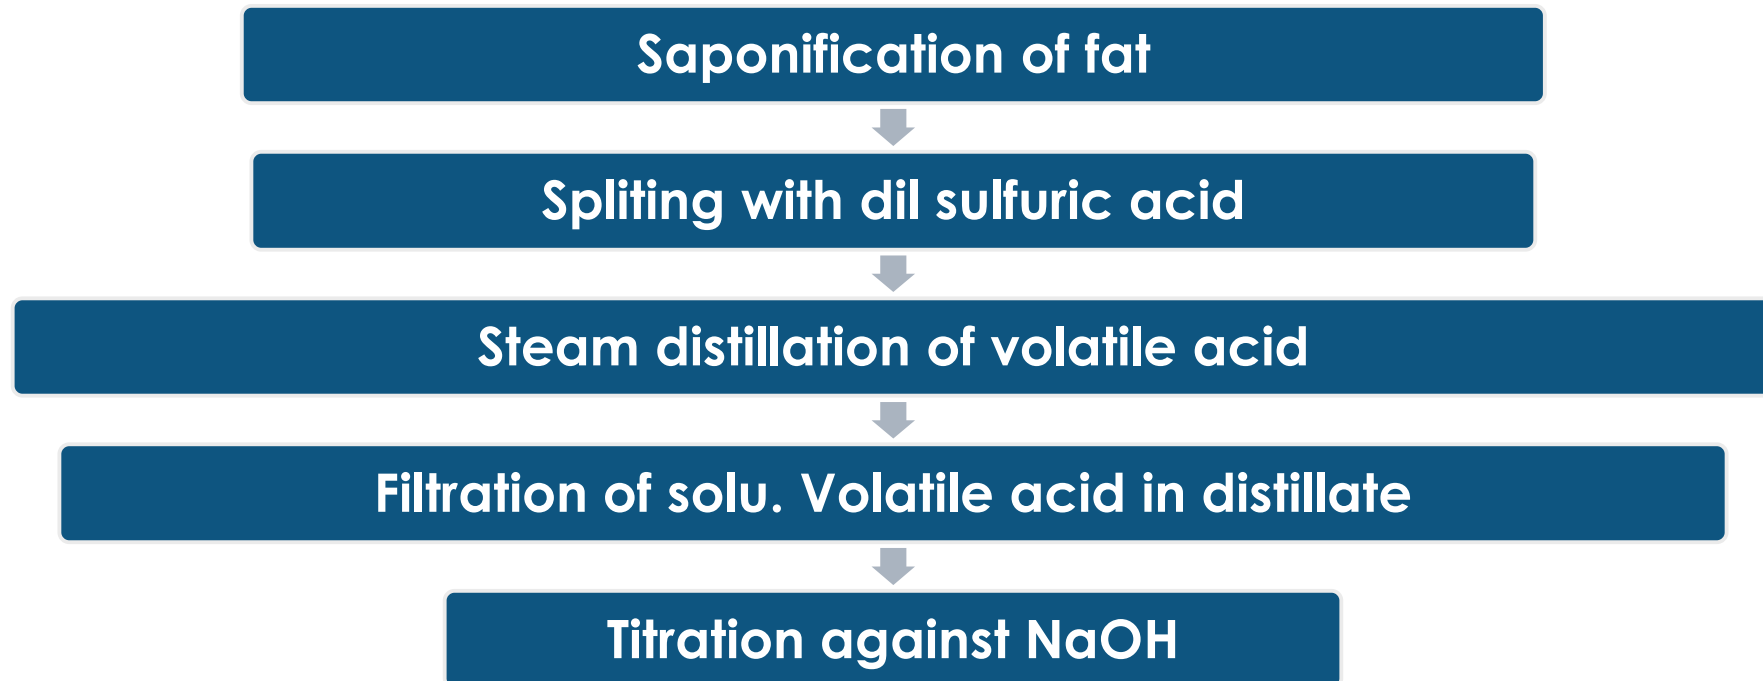 Saponification of fat
Spliting with dil sulfuric acid
Steam distillation of volatile acid
Filtration of solu. Volatile acid in distillate
Titration against NaOH